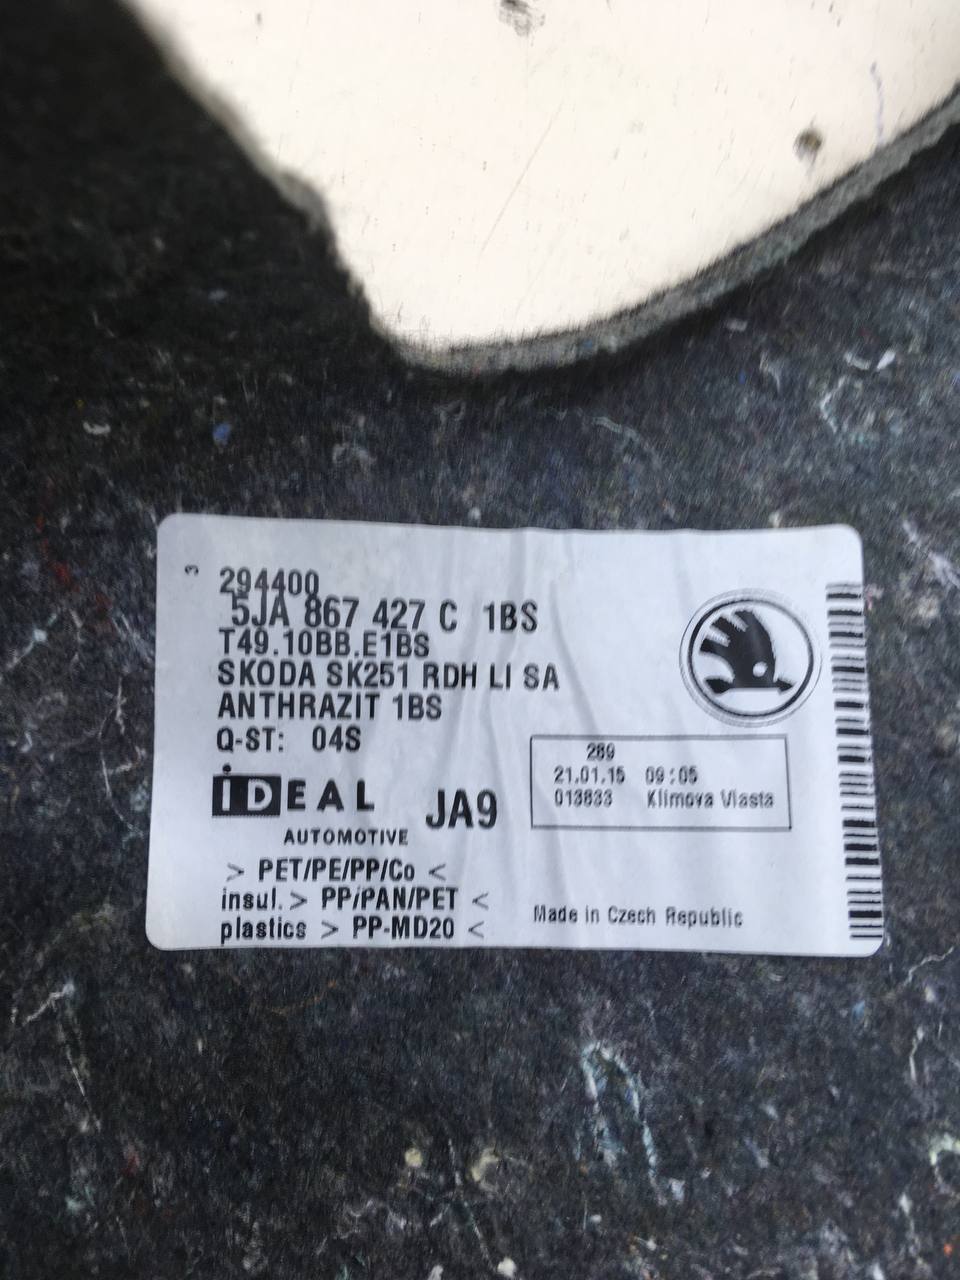 3
294400
5JA 867 427 C 1BS
T49.10BB.E1BS
SKODA SK251 RDH LI SA
ANTHRAZIT 1BS
Q-ST: 04S
289
21.01.15 09:05
013833 Klimova Vlasta
iDEAL
AUTOMOTIVE
JA9
> PET/PE/PP/Co <
insul.> PP/PAN/PET <
plastics > PP-MD20 <
Made in Czech Republic